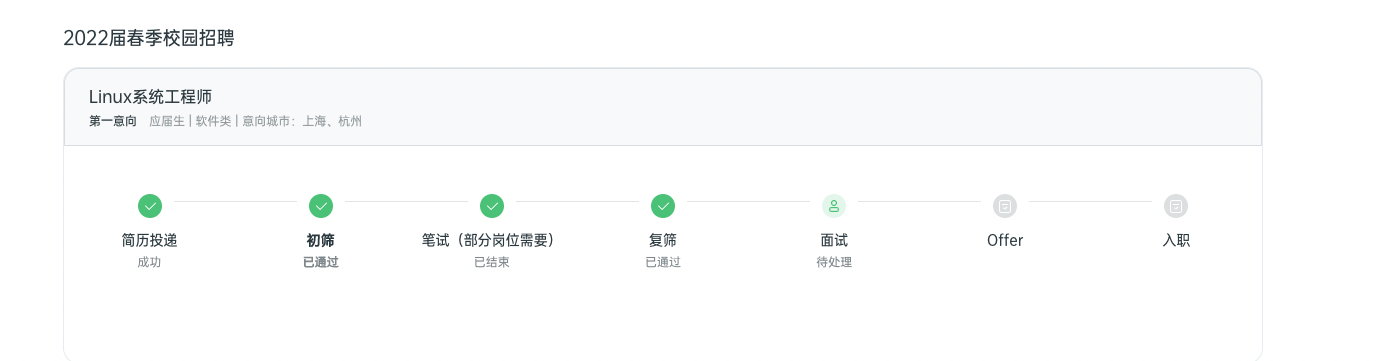 2022届春季校园招聘
Linux系统工程师
第一意向 应届生 | 软件类 | 意向城市：上海、杭州
简历投递 初筛 笔试（部分岗位需要） 复筛 面试 Offer 入职
成功 已通过 已结束 已通过 待处理